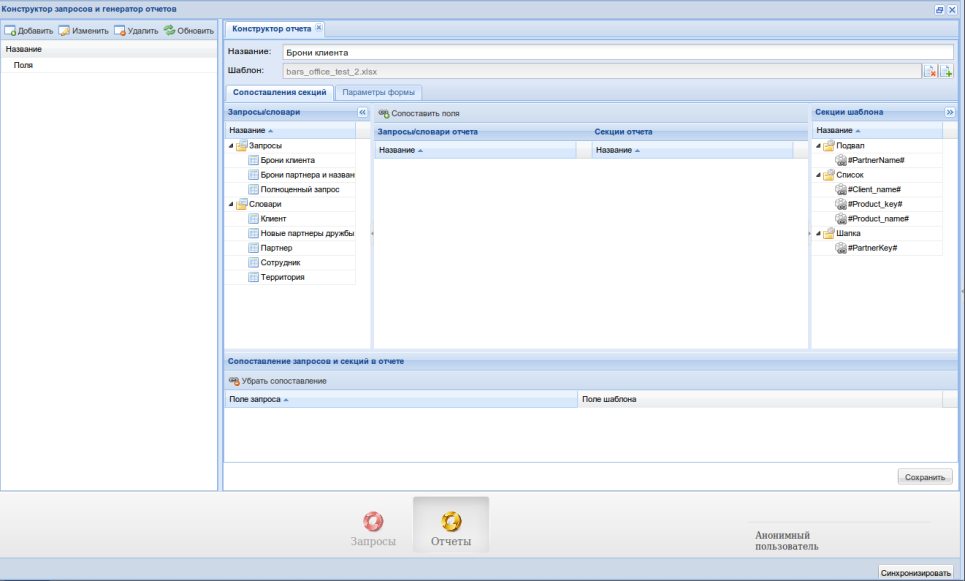 Конструктор запросов и генератор отчетов
Добавить Изменить Удалить Обновить
Название
Поля
Конструктор отчета
Название: Брони клиента
Шаблон: bars_office_test_2.xlsx
Сопоставления секций Параметры формы
Запросы/словари
Название
Запросы
Брони клиента
Брони партнера и назван
Полноценный запрос
Словари
Клиент
Новые партнеры дружбы
Партнер
Сотрудник
Территория
Сопоставить поля
Запросы/словари отчета Секции отчета
Название Название
Секции шаблона
Название
Подвал
#PartnerName#
Список
#Client_name#
#Product_key#
#Product_name#
Шапка
#PartnerKey#
Сопоставление запросов и секций в отчете
Убрать сопоставление
Поле запроса Поле шаблона
Сохранить
Запросы Отчеты
Анонимный
пользователь
Синхронизировать